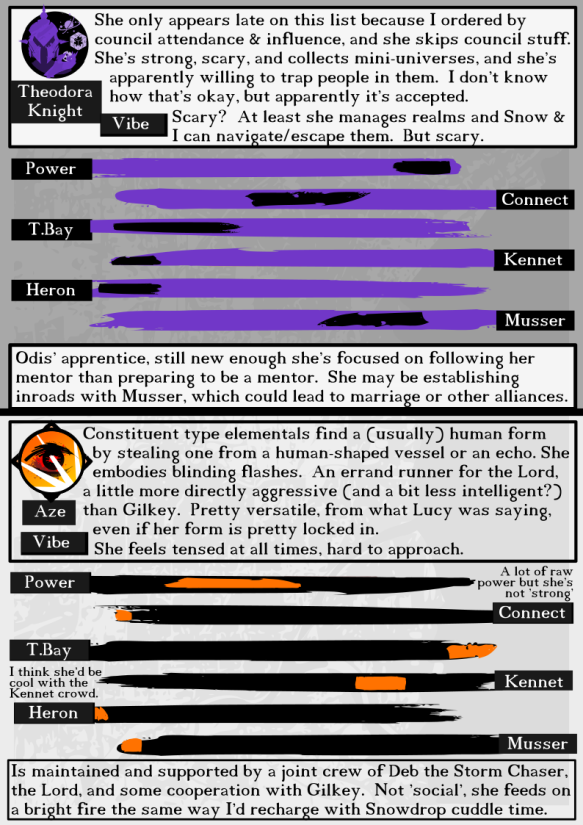 She only appears late on this list because I ordered by
council attendance & influence, and she skips council stuff.
She's strong, scary, and collects mini-universes, and she's
apparently willing to trap people in them. I don't know
how that's okay, but apparently it's accepted.
Theodora
Knight
Vibe
Scary? At least she manages realms and Snow &
I can navigate/escape them. But scary.
Power
Connect
T.Bay
Kennet
Heron
Musser
Odis' apprentice, still new enough she's focused on following her
mentor than preparing to be a mentor. She may be establishing
inroads with Musser, which could lead to marriage or other alliances.
Constituent type elementals find a (usually) human form
by stealing one from a human-shaped vessel or an echo. She
embodies blinding flashes. An errand runner for the Lord,
a little more directly aggressive (and a bit less intelligent?)
than Gilkey. Pretty versatile, from what Lucy was saying,
even if her form is pretty locked in.
Aze
Vibe
She feels tensed at all times, hard to approach.
Power
A lot of raw
power but she's
not 'strong'
Connect
T.Bay
I think she'd be
cool with the
Kennet crowd.
Kennet
Heron
Musser
Is maintained and supported by a joint crew of Deb the Storm Chaser,
the Lord, and some cooperation with Gilkey. Not 'social', she feeds on
a bright fire the same way I'd recharge with Snowdrop cuddle time.